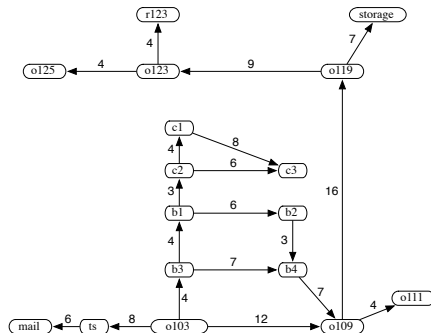 r123 storage
4 7
o125 4 o123 9 o119
c1
4 8
c2 6 c3
3 16
b1 6 b2
4 3
b3 7 b4
4 7 o111
4
mail 6 ts 8 o103 12 o109